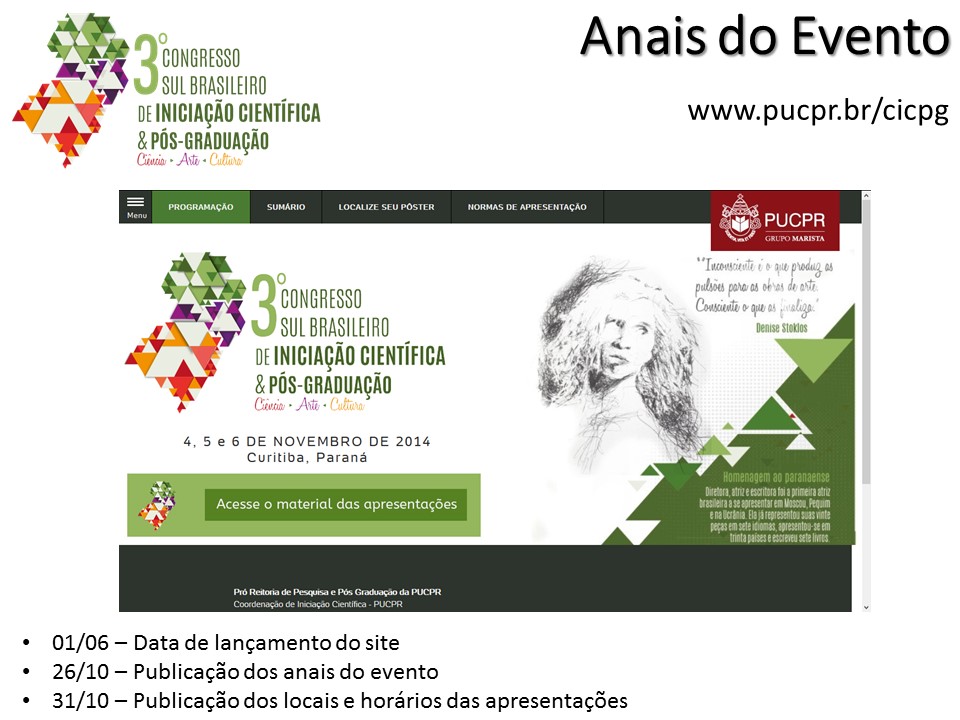 3º CONGRESSO
SUL BRASILEIRO
DE INICIAÇÃO CIENTÍFICA
& PÓS-GRADUAÇÃO
Ciência • Arte • Cultura
Anais do Evento
www.pucpr.br/cicpg
Menu
PROGRAMAÇÃO
SUMÁRIO
LOCALIZE SEU PÔSTER
NORMAS DE APRESENTAÇÃO
PUCPR
GRUPO MARISTA
3º CONGRESSO
SUL BRASILEIRO
DE INICIAÇÃO CIENTÍFICA
& PÓS-GRADUAÇÃO
Ciência • Arte • Cultura
4, 5 e 6 DE NOVEMBRO DE 2014
Curitiba, Paraná
Acesse o material das apresentações
"Inconsciente é o que produz as
pulsões para as obras de arte.
Consciente o que as finaliza."
Denise Stoklos
Homenagem ao paranaense
Diretora, atriz e escritora foi a primeira atriz
brasileira a se apresentar em Moscou, Pequim
e na Ucrânia. Ela já representou suas vinte
peças em sete idiomas, apresentou-se em
trinta países e escreveu sete livros.
Pró Reitoria de Pesquisa e Pós Graduação da PUCPR
Coordenação de Iniciação Científica - PUCPR
• 01/06 – Data de lançamento do site
• 26/10 – Publicação dos anais do evento
• 31/10 – Publicação dos locais e horários das apresentações